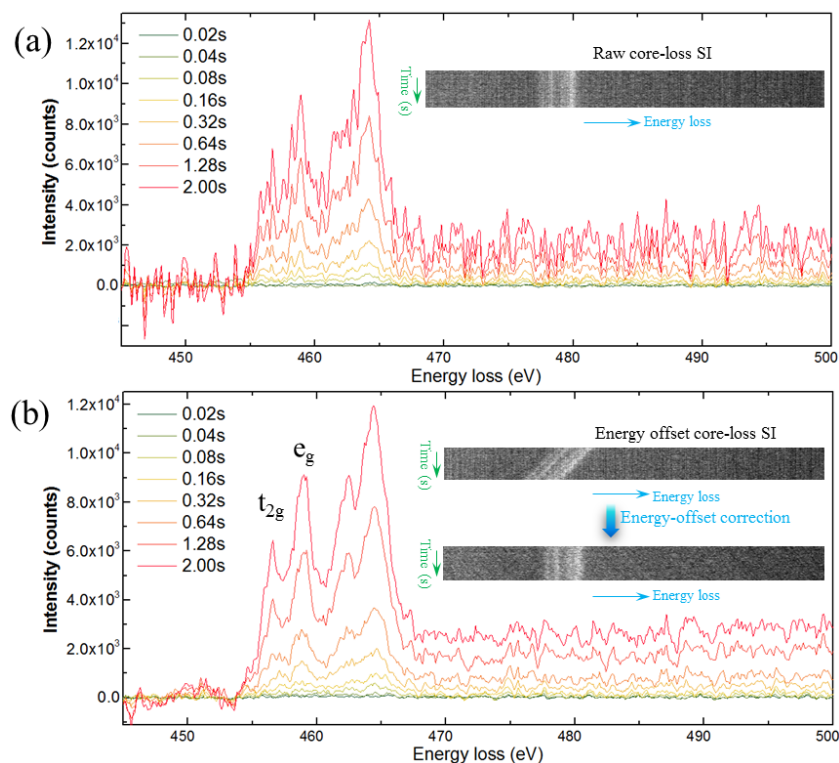 (a)
0.02s
0.04s
0.08s
0.16s
0.32s
0.64s
1.28s
2.00s
Raw core-loss SI
Time (s)
Energy loss
Intensity (counts)
1.2x10⁴
1.0x10⁴
8.0x10³
6.0x10³
4.0x10³
2.0x10³
0.0
450 460 470 480 490 500
Energy loss (eV)
(b)
0.02s
0.04s
0.08s
0.16s
0.32s
0.64s
1.28s
2.00s
t₂g
e_g
Energy offset core-loss SI
Time (s)
Energy loss
Energy-offset correction
Time (s)
Energy loss
Intensity (counts)
1.2x10⁴
1.0x10⁴
8.0x10³
6.0x10³
4.0x10³
2.0x10³
0.0
450 460 470 480 490 500
Energy loss (eV)